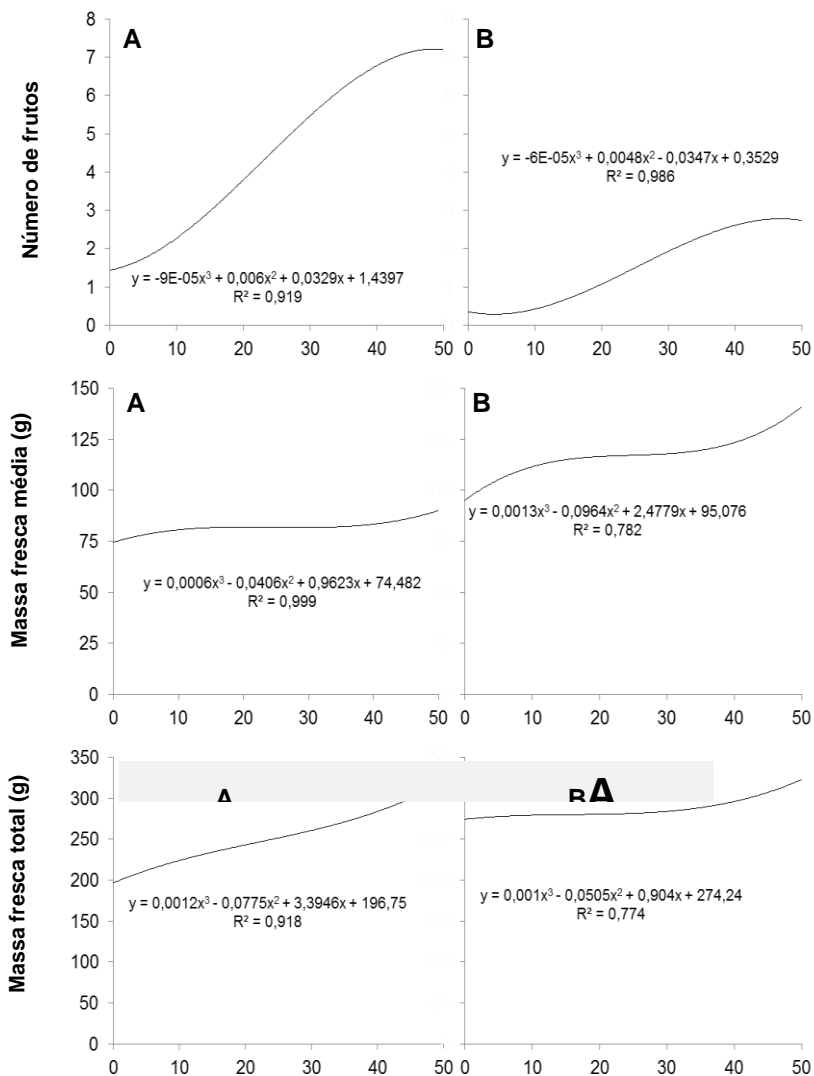 Número de frutos
8
7
6
5
4
3
2
1
0
A
y = -9E-05x³ + 0,006x² + 0,0329x + 1,4397
R² = 0,919
0 10 20 30 40 50
B
y = -6E-05x³ + 0,0048x² - 0,0347x + 0,3529
R² = 0,986
0 10 20 30 40 50
Massa fresca média (g)
150
125
100
75
50
25
0
A
y = 0,0006x³ - 0,0406x² + 0,9623x + 74,482
R² = 0,999
0 10 20 30 40 50
B
y = 0,0013x³ - 0,0964x² + 2,4779x + 95,076
R² = 0,782
0 10 20 30 40 50
Massa fresca total (g)
350
300
250
200
150
100
50
0
A
y = 0,0012x³ - 0,0775x² + 3,3946x + 196,75
R² = 0,918
0 10 20 30 40 50
B A
y = 0,001x³ - 0,0505x² + 0,904x + 274,24
R² = 0,774
0 10 20 30 40 50